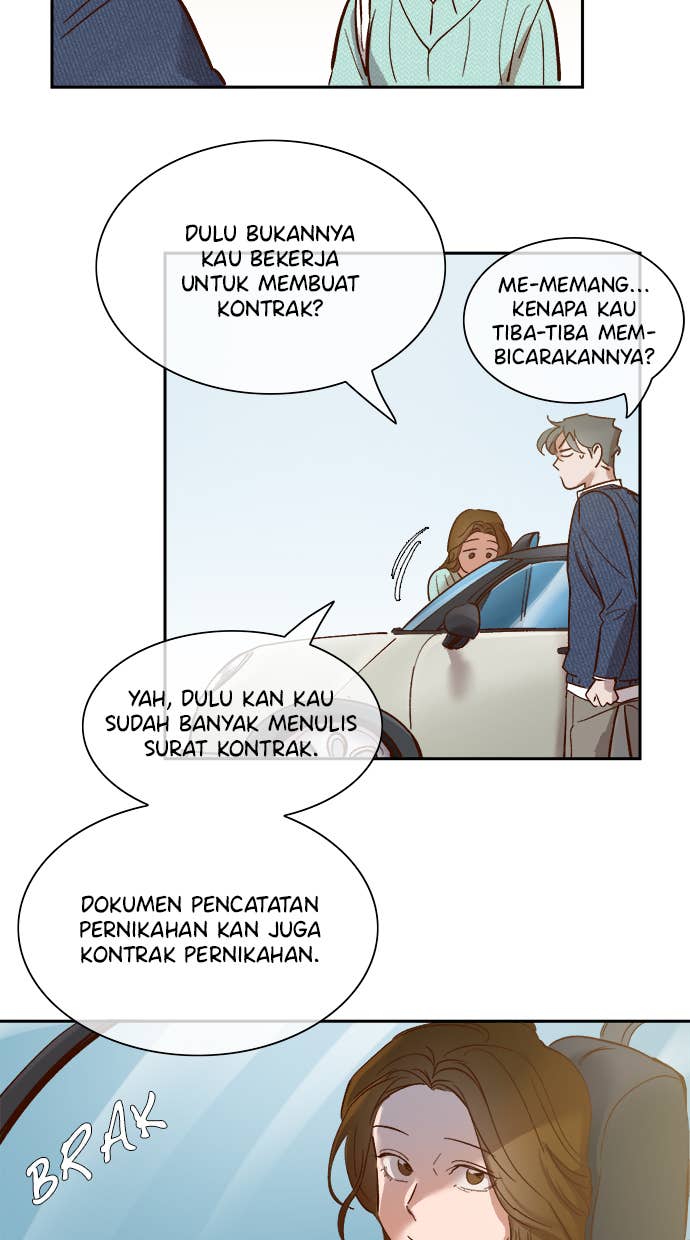 DULU BUKANNYA
KAU BEKERJA
UNTUK MEMBUAT
KONTRAK?
ME-MEMANG...
KENAPA KAU
TIBA-TIBA MEM-
BICARAKANNYA?
YAH, DULU KAN KAU
SUDAH BANYAK MENULIS
SURAT KONTRAK.
DOKUMEN PENCATATAN
PERNIKAHAN KAN JUGA
KONTRAK PERNIKAHAN.
BRAK